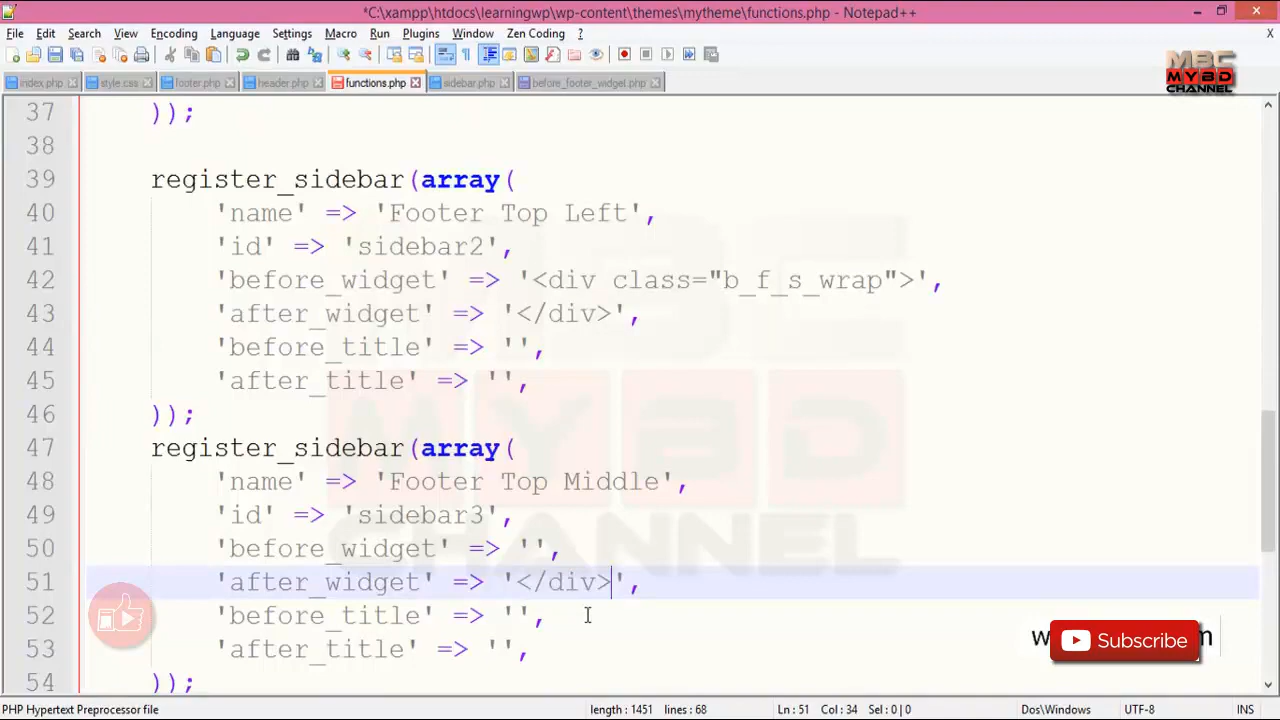 *C:\xampp\htdocs\learningwp\wp-content\themes\mytheme\functions.php - Notepad++
File Edit Search View Encoding Language Settings Macro Run Plugins Window Zen Coding ? X
index.php style.css footer.php header.php functions.php sidebar.php before_footer_widget.php
MBC
MYBD
CHANNEL
37 ));
38
39 register_sidebar(array(
40 'name' => 'Footer Top Left',
41 'id' => 'sidebar2',
42 'before_widget' => '<div class="b_f_s_wrap">',
43 'after_widget' => '</div>',
44 'before_title' => '',
45 'after_title' => '',
46 ));
47 register_sidebar(array(
48 'name' => 'Footer Top Middle',
49 'id' => 'sidebar3',
50 'before_widget' => '',
51 'after_widget' => '</div>',
52 'before_title' => '',
53 'after_title' => '',
54 ));
MYBD
CHANNEL
Subscribe
PHP Hypertext Preprocessor file length : 1451 lines : 68 Ln : 51 Col : 34 Sel : 0 | 0 Dos\Windows UTF-8 INS